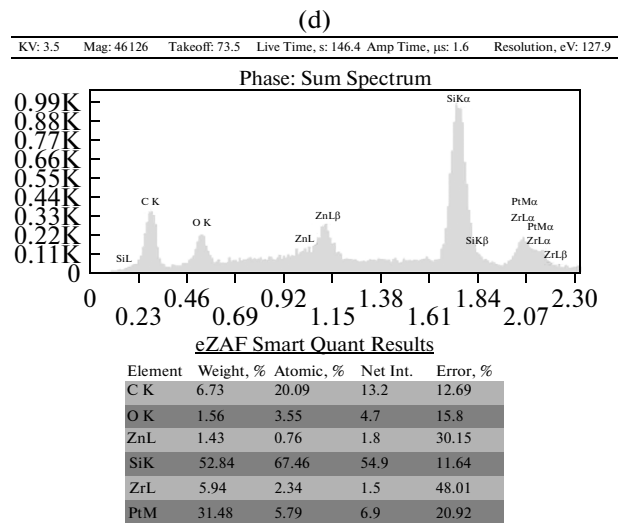 (d)
KV: 3.5 Mag: 46126 Takeoff: 73.5 Live Time, s: 146.4 Amp Time, μs: 1.6 Resolution, eV: 127.9
Phase: Sum Spectrum
0.99K
0.88K
0.77K
0.66K
0.55K
0.44K
0.33K
0.22K
0.11K
0
SiL
C K
O K
ZnL
ZnLβ
SiKα
SiKβ
PtMα
ZrLα
PtMα
ZrLα
ZrLβ
0 0.46 0.92 1.38 1.84 2.30
0.23 0.69 1.15 1.61 2.07
eZAF Smart Quant Results
Element Weight, % Atomic, % Net Int. Error, %
C K 6.73 20.09 13.2 12.69
O K 1.56 3.55 4.7 15.8
ZnL 1.43 0.76 1.8 30.15
SiK 52.84 67.46 54.9 11.64
ZrL 5.94 2.34 1.5 48.01
PtM 31.48 5.79 6.9 20.92